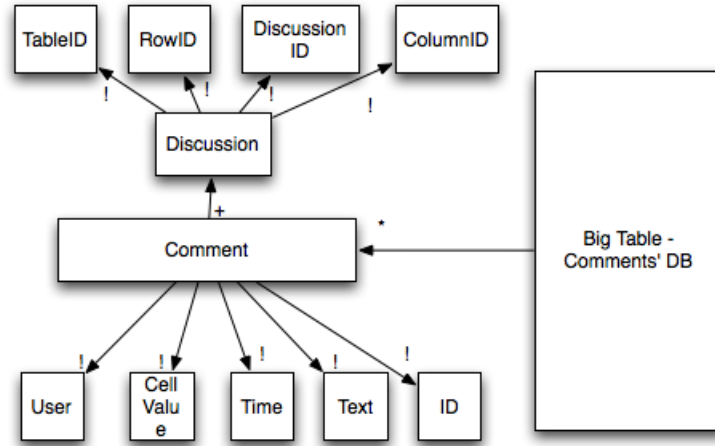 TableID
RowID
Discussion
ID
ColumnID
!
!
!
!
Discussion
+
*
Comment
Big Table -
Comments' DB
!
!
!
!
!
User
Cell
Valu
e
Time
Text
ID